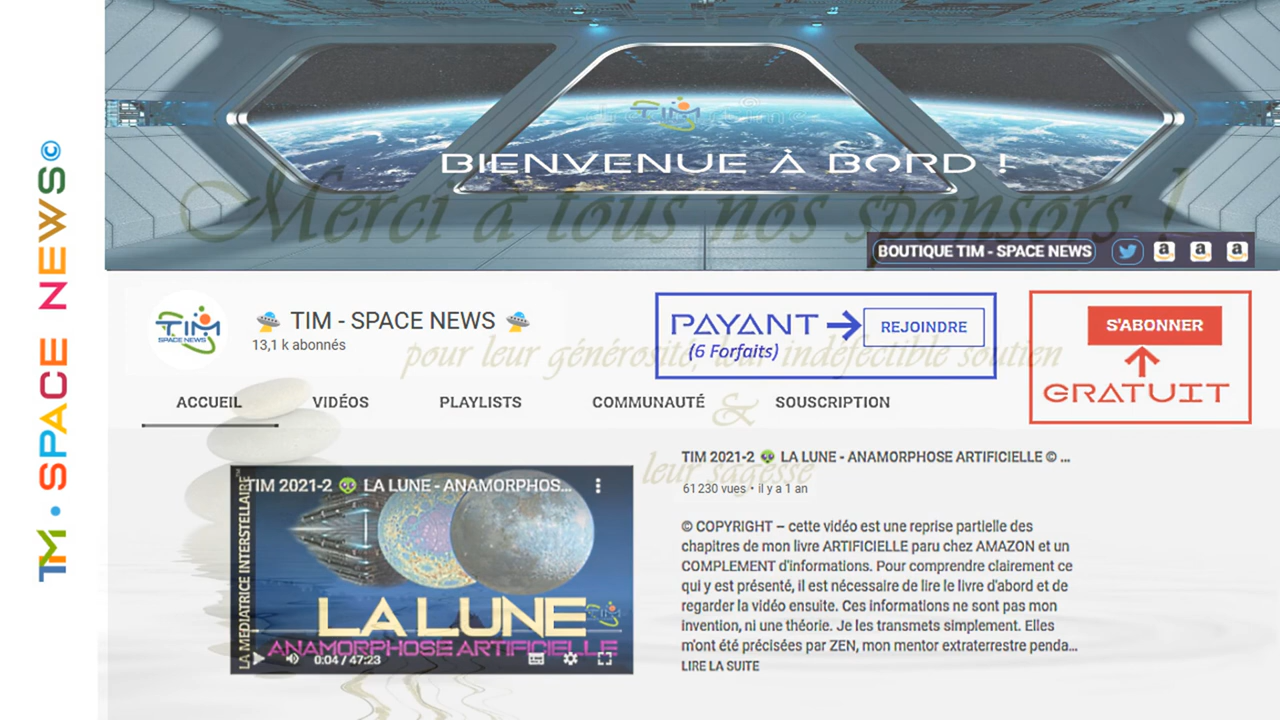 TIM • SPACE NEWS©
TIM
BIENVENUE À BORD !
Merci à tous nos sponsors !
BOUTIQUE TIM - SPACE NEWS
TIM
SPACE NEWS
🛸 TIM - SPACE NEWS 🛸
13,1 k abonnés
PAYANT
(6 Forfaits)
REJOINDRE
S'ABONNER
GRATUIT
pour leur générosité, leur indéfectible soutien
&
leur sagesse
ACCUEIL
VIDÉOS
PLAYLISTS
COMMUNAUTÉ
SOUSCRIPTION
LA MÉDIATRICE INTERSTELLAIRE™
TIM 2021-2 👽 LA LUNE - ANAMORPHOS...
LA LUNE
TIM
ANAMORPHOSE ARTIFICIELLE
0:04 / 47:23
TIM 2021-2 👽 LA LUNE - ANAMORPHOSE ARTIFICIELLE © ...
61 230 vues • il y a 1 an
© COPYRIGHT – cette vidéo est une reprise partielle des
chapitres de mon livre ARTIFICIELLE paru chez AMAZON et un
COMPLEMENT d'informations. Pour comprendre clairement ce
qui y est présenté, il est nécessaire de lire le livre d'abord et de
regarder la vidéo ensuite. Ces informations ne sont pas mon
invention, ni une théorie. Je les transmets simplement. Elles
m'ont été précisées par ZEN, mon mentor extraterrestre penda...
LIRE LA SUITE